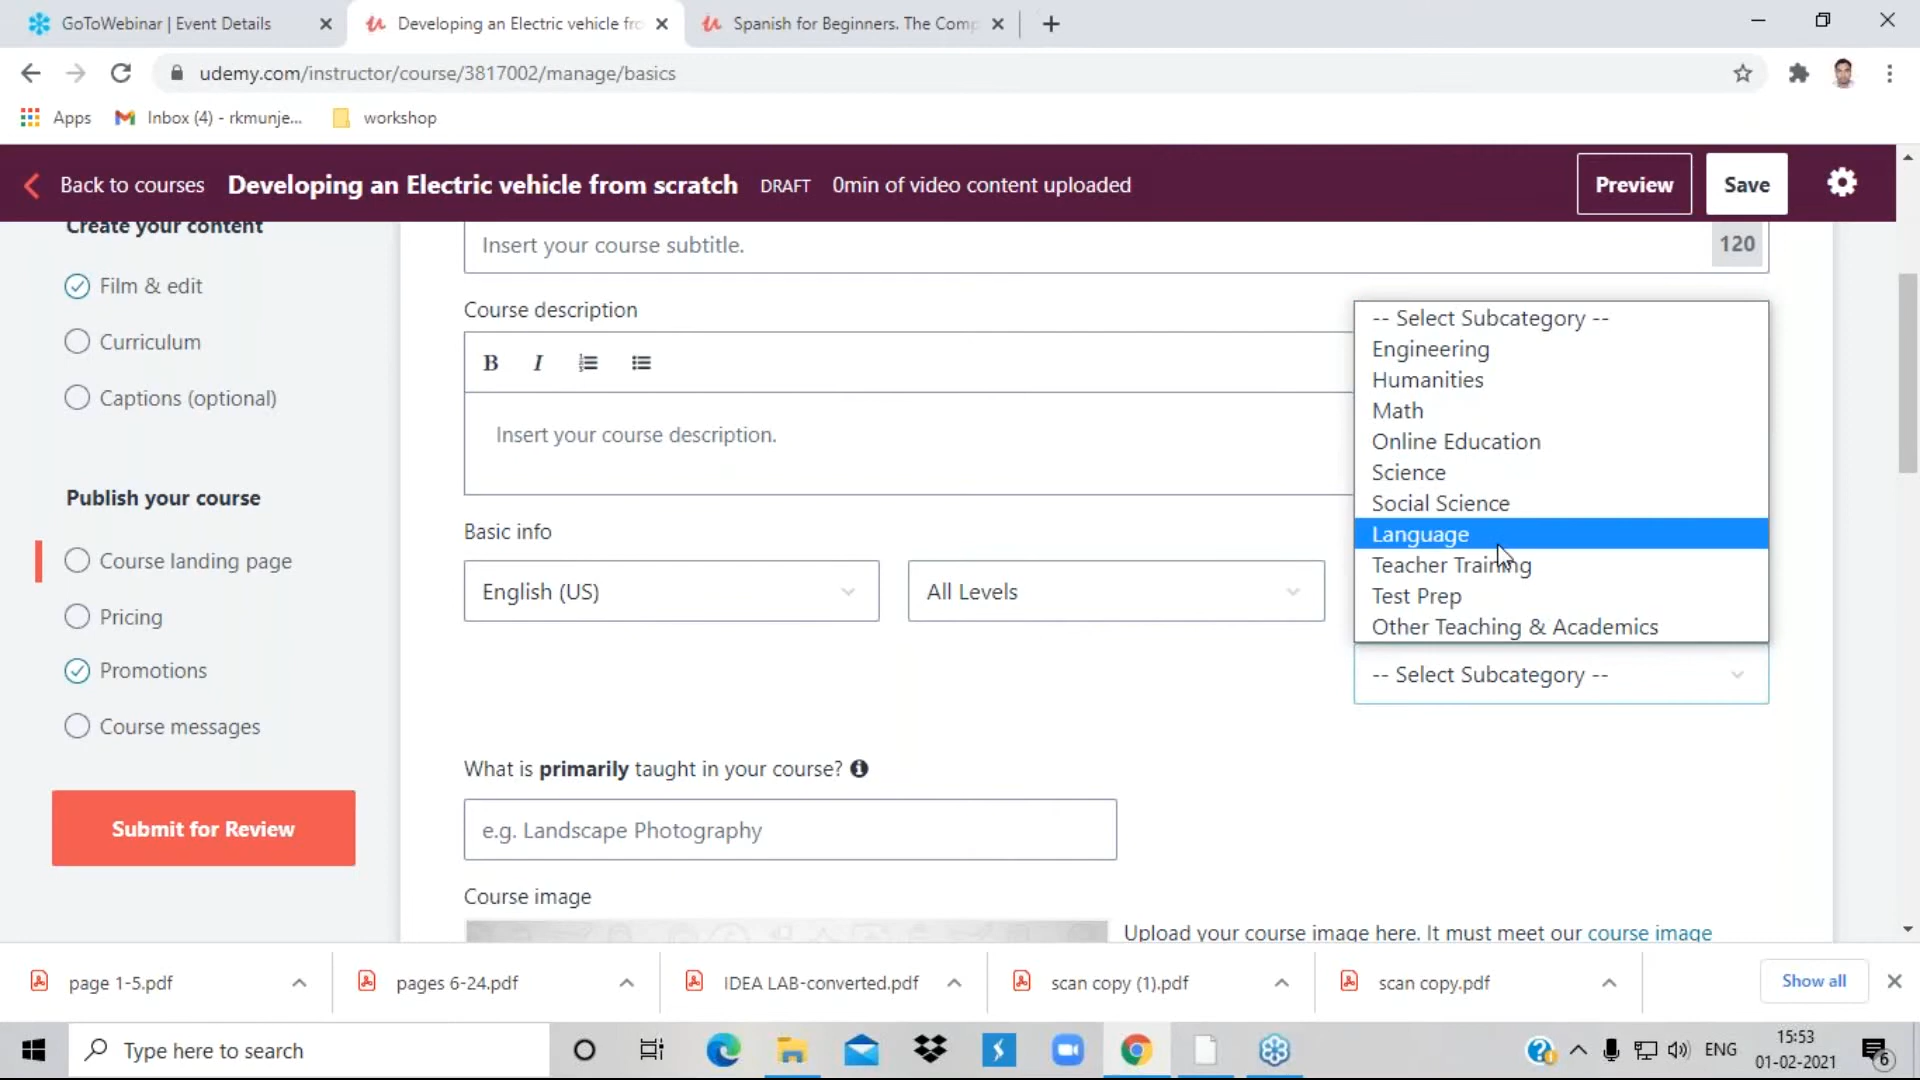 GoToWebinar | Event Details
Developing an Electric vehicle fro
Spanish for Beginners. The Comp
udemy.com/instructor/course/3817002/manage/basics
Apps
Inbox (4) - rkmunje...
workshop
Back to courses
Developing an Electric vehicle from scratch
DRAFT
0min of video content uploaded
Preview
Save
Create your content
Film & edit
Curriculum
Captions (optional)
Publish your course
Course landing page
Pricing
Promotions
Course messages
Submit for Review
Insert your course subtitle.
120
Course description
B I
Insert your course description.
Basic info
English (US)
All Levels
-- Select Subcategory --
Engineering
Humanities
Math
Online Education
Science
Social Science
Language
Teacher Training
Test Prep
Other Teaching & Academics
-- Select Subcategory --
What is primarily taught in your course?
e.g. Landscape Photography
Course image
Upload your course image here. It must meet our course image
page 1-5.pdf
pages 6-24.pdf
IDEA LAB-converted.pdf
scan copy (1).pdf
scan copy.pdf
Show all
Type here to search
ENG
15:53
01-02-2021
6